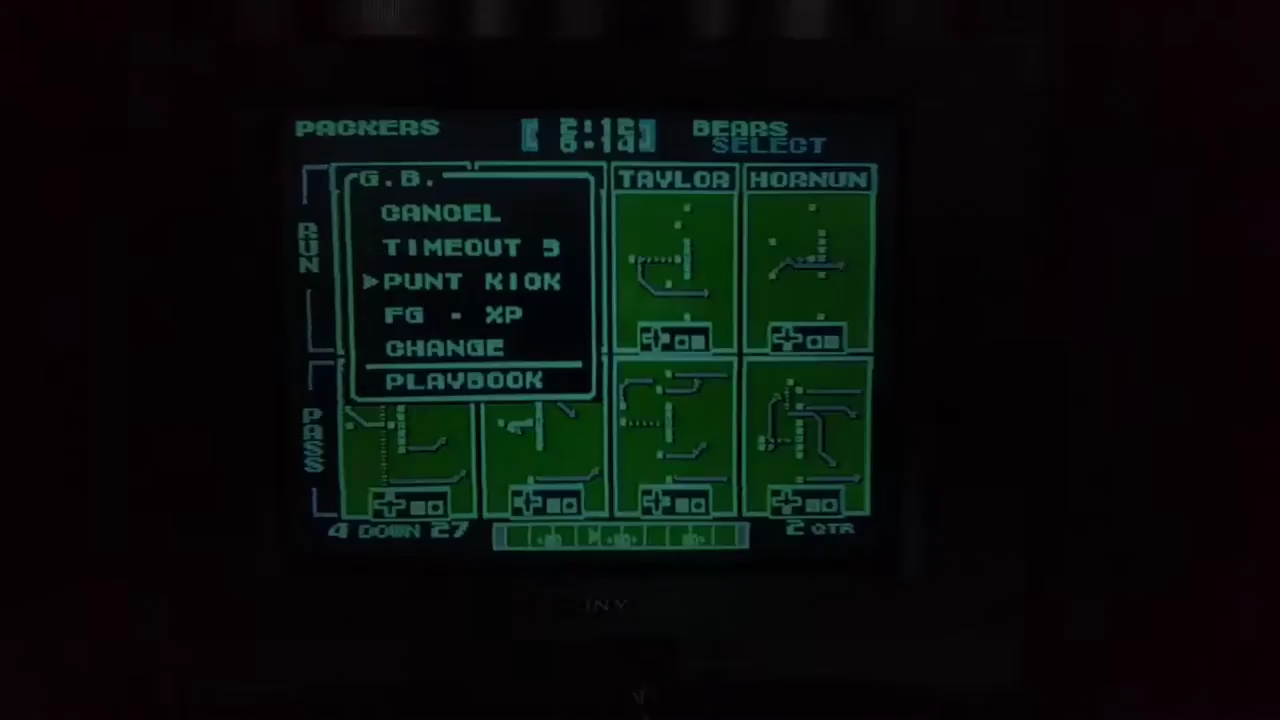 PACKERS
BEARS
SELECT
G.B.
CANCEL
TIMEOUT 3
PUNT KICK
FG - XP
CHANGE
PLAYBOOK
TAYLOR
HORNUN
RUN
PASS
4 DOWN 27
2 QTR